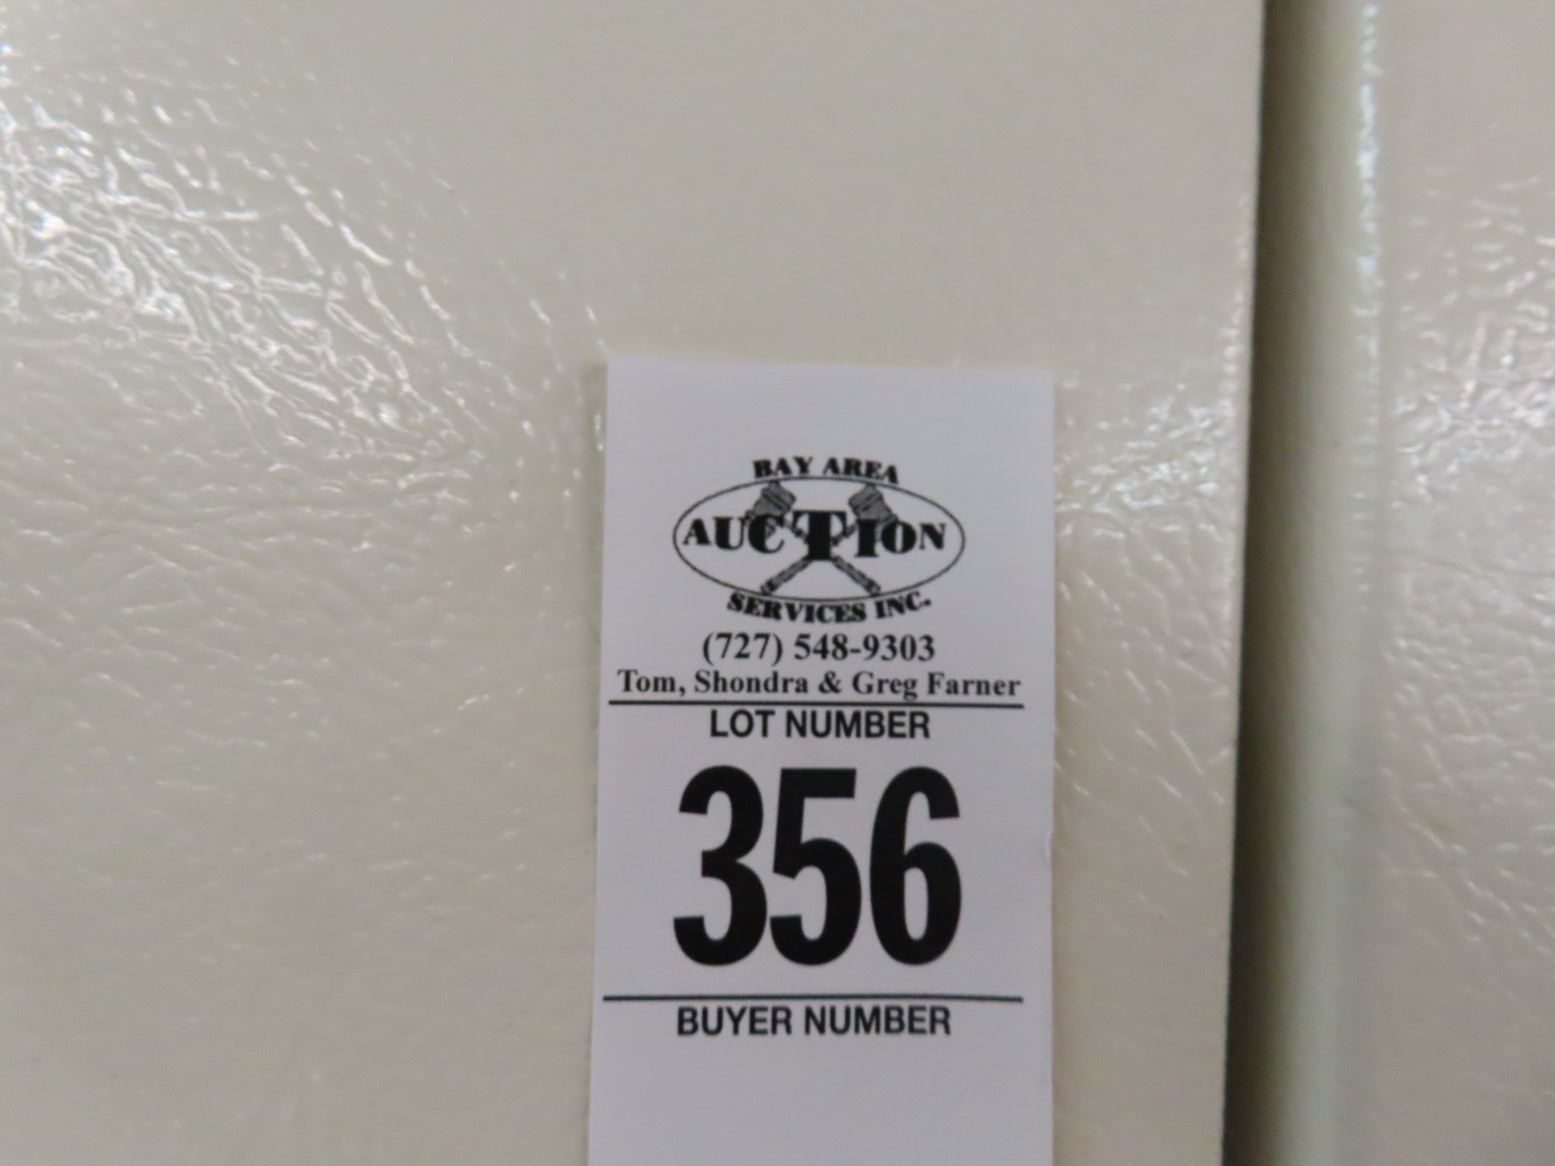 BAY AREA
AUCTION
SERVICES INC.
(727) 548-9303
Tom, Shondra & Greg Farner
LOT NUMBER
356
BUYER NUMBER